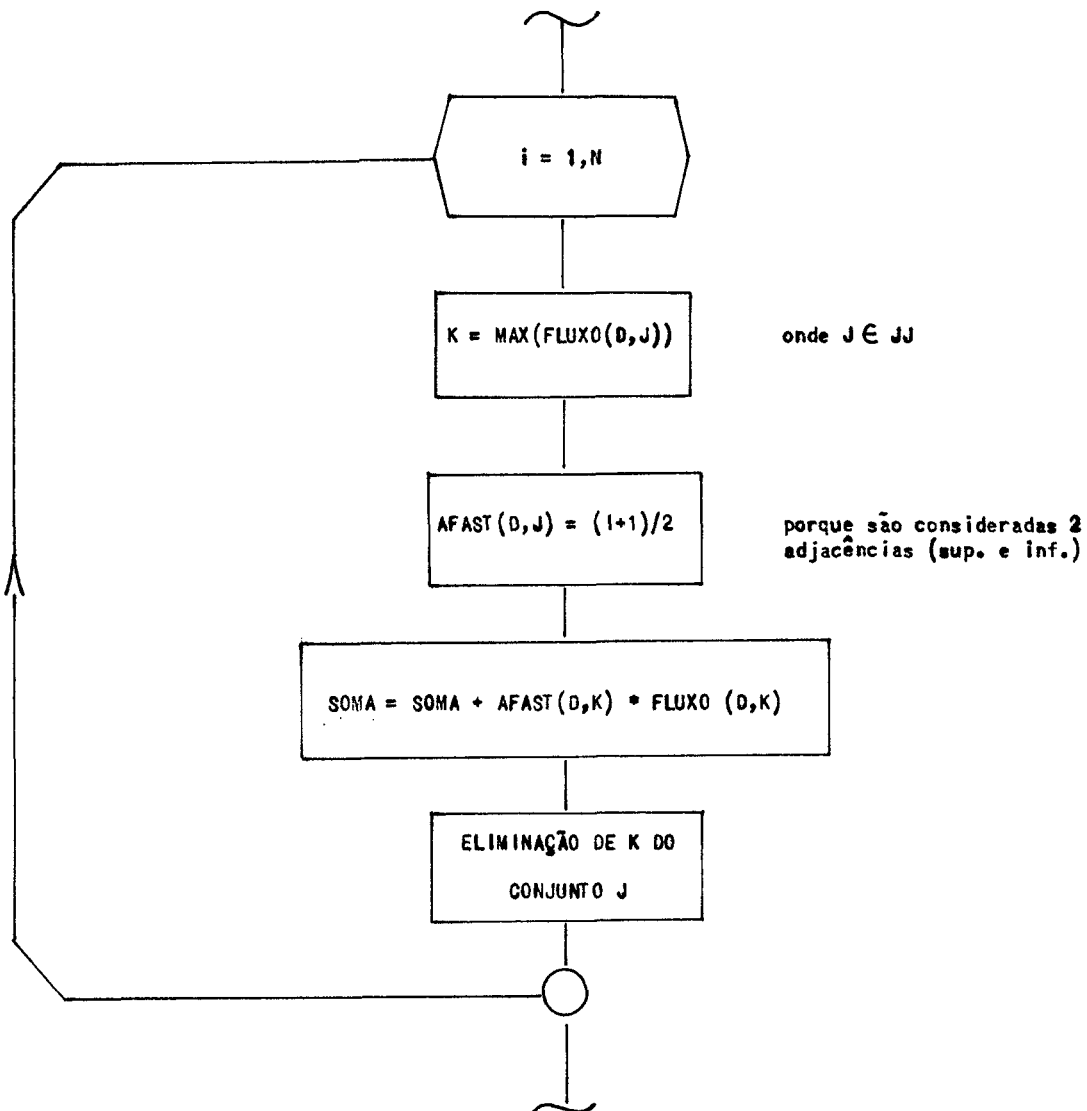 i = 1,N
K = MAX(FLUXO(D,J))
onde J ∈ JJ
AFAST(D,J) = (I+1)/2
porque são consideradas 2
adjacências (sup. e inf.)
SOMA = SOMA + AFAST(D,K) * FLUXO (D,K)
ELIMINAÇÃO DE K DO
CONJUNTO J